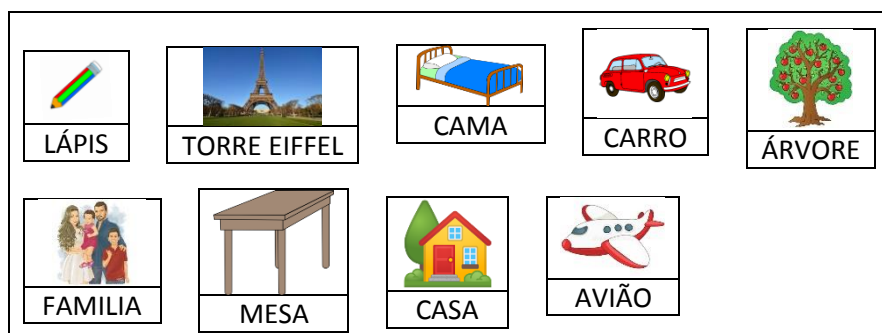 LÁPIS
TORRE EIFFEL
CAMA
CARRO
ÁRVORE
FAMILIA
MESA
CASA
AVIÃO